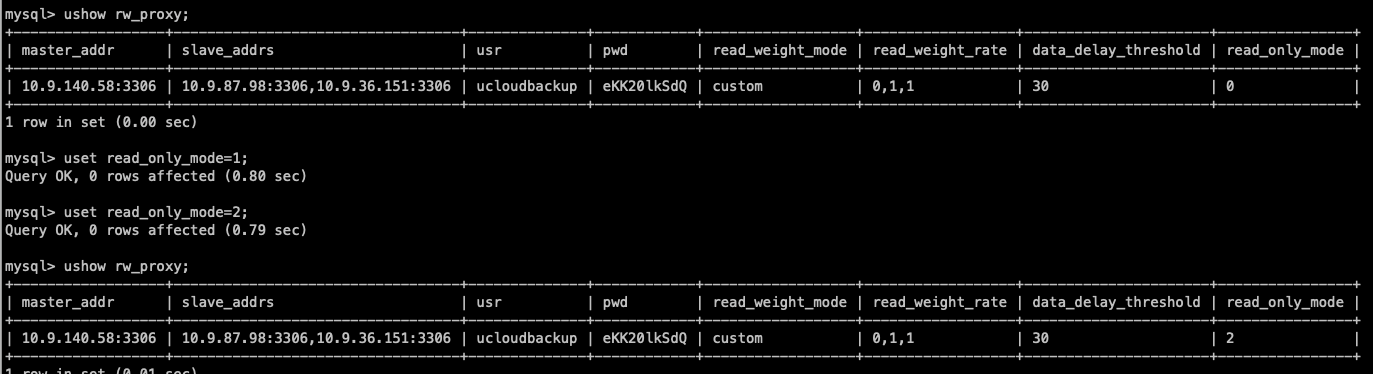 mysql> ushow rw_proxy;
+------------------+----------------------------------+-------------+------------+------------------+------------------+----------------------+----------------+
| master_addr | slave_addrs | usr | pwd | read_weight_mode | read_weight_rate | data_delay_threshold | read_only_mode |
+------------------+----------------------------------+-------------+------------+------------------+------------------+----------------------+----------------+
| 10.9.140.58:3306 | 10.9.87.98:3306,10.9.36.151:3306 | ucloudbackup | eKK20lkSdQ | custom | 0,1,1 | 30 | 0 |
+------------------+----------------------------------+-------------+------------+------------------+------------------+----------------------+----------------+
1 row in set (0.00 sec)
mysql> uset read_only_mode=1;
Query OK, 0 rows affected (0.80 sec)
mysql> uset read_only_mode=2;
Query OK, 0 rows affected (0.79 sec)
mysql> ushow rw_proxy;
+------------------+----------------------------------+-------------+------------+------------------+------------------+----------------------+----------------+
| master_addr | slave_addrs | usr | pwd | read_weight_mode | read_weight_rate | data_delay_threshold | read_only_mode |
+------------------+----------------------------------+-------------+------------+------------------+------------------+----------------------+----------------+
| 10.9.140.58:3306 | 10.9.87.98:3306,10.9.36.151:3306 | ucloudbackup | eKK20lkSdQ | custom | 0,1,1 | 30 | 2 |
+------------------+----------------------------------+-------------+------------+------------------+------------------+----------------------+----------------+
1 row in set (0.01 sec)